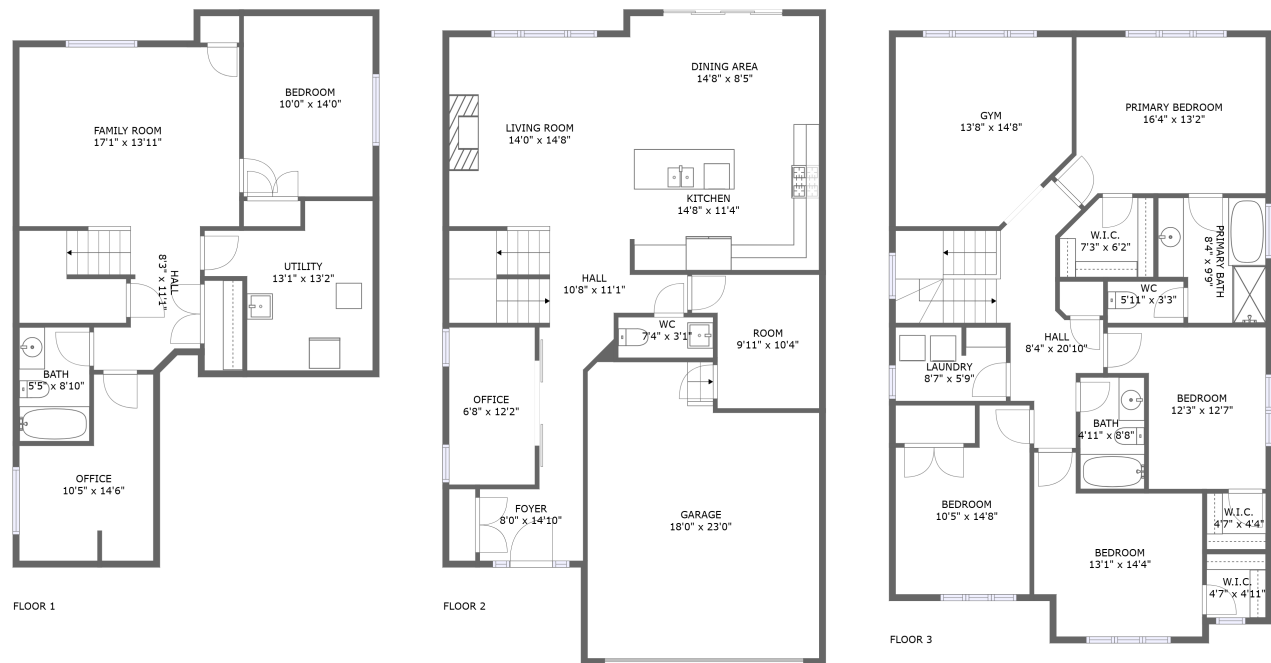 FAMILY ROOM
17'1" x 13'11"
BEDROOM
10'0" x 14'0"
UTILITY
13'1" x 13'2"
HALL
8'3" x 11'1"
BATH
5'5" x 8'10"
OFFICE
10'5" x 14'6"
FLOOR 1
DINING AREA
14'8" x 8'5"
LIVING ROOM
14'0" x 14'8"
KITCHEN
14'8" x 11'4"
HALL
10'8" x 11'1"
WC
7'4" x 3'1"
ROOM
9'11" x 10'4"
OFFICE
6'8" x 12'2"
FOYER
8'0" x 14'10"
GARAGE
18'0" x 23'0"
FLOOR 2
GYM
13'8" x 14'8"
PRIMARY BEDROOM
16'4" x 13'2"
W.I.C.
7'3" x 6'2"
PRIMARY BATH
8'4" x 9'9"
WC
5'11" x 3'3"
HALL
8'4" x 20'10"
LAUNDRY
8'7" x 5'9"
BEDROOM
12'3" x 12'7"
BATH
4'11" x 8'8"
BEDROOM
10'5" x 14'8"
W.I.C.
4'7" x 4'4"
BEDROOM
13'1" x 14'4"
W.I.C.
4'7" x 4'11"
FLOOR 3